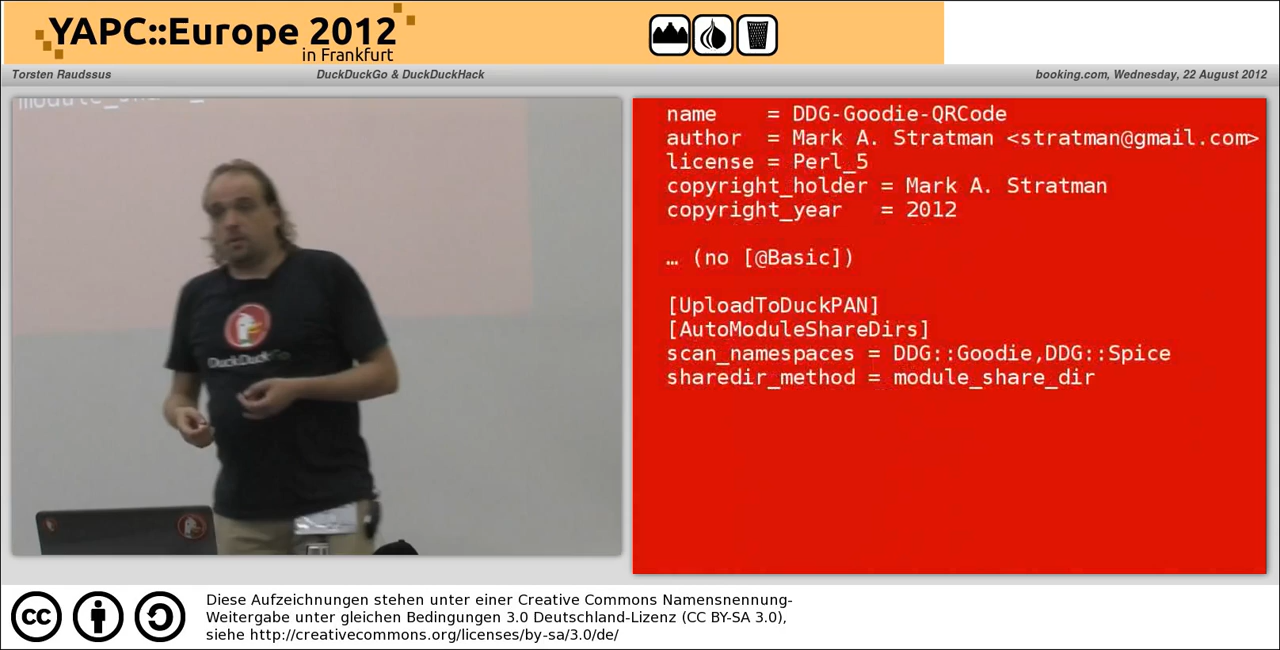 YAPC::Europe 2012
in Frankfurt
Torsten Raudssus
DuckDuckGo & DuckDuckHack
booking.com, Wednesday, 22 August 2012
module_share_
DuckDuckGo
name = DDG-Goodie-QRCode
author = Mark A. Stratman <stratman@gmail.com>
license = Perl_5
copyright_holder = Mark A. Stratman
copyright_year = 2012
… (no [@Basic])
[UploadToDuckPAN]
[AutoModuleShareDirs]
scan_namespaces = DDG::Goodie,DDG::Spice
sharedir_method = module_share_dir
cc
Diese Aufzeichnungen stehen unter einer Creative Commons Namensnennung-
Weitergabe unter gleichen Bedingungen 3.0 Deutschland-Lizenz (CC BY-SA 3.0),
siehe http://creativecommons.org/licenses/by-sa/3.0/de/